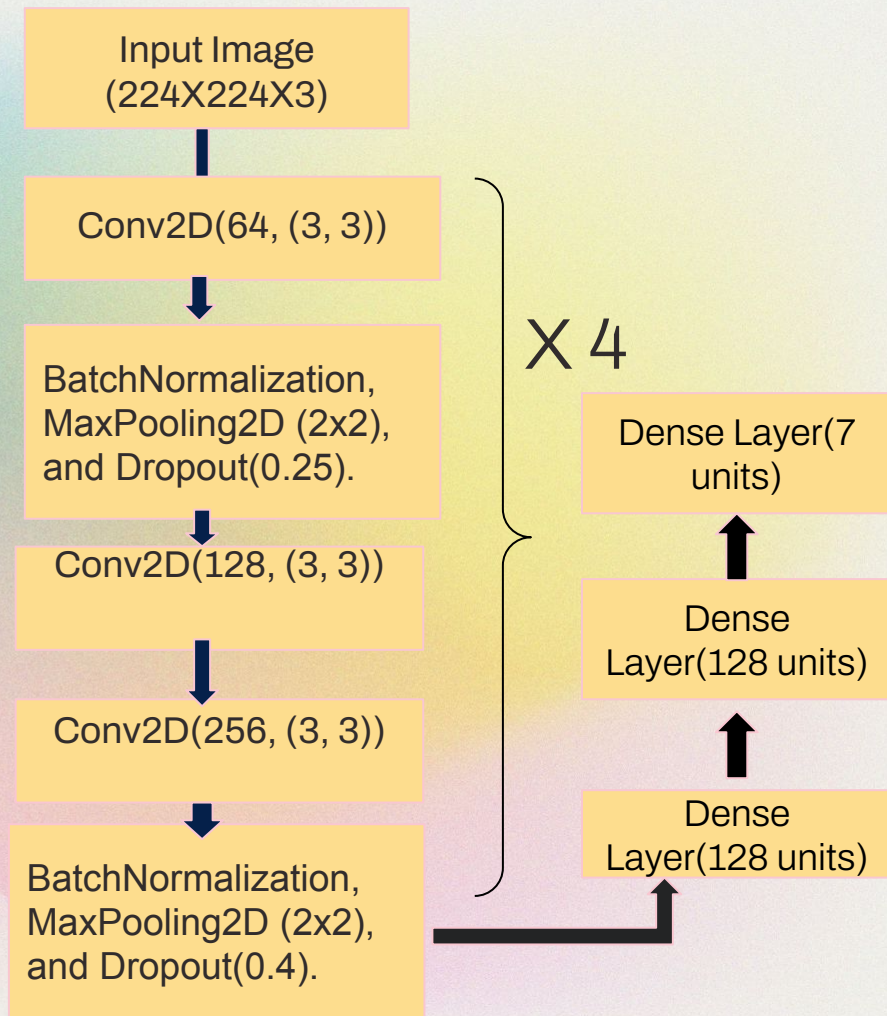 Input Image
(224X224X3)
Conv2D(64, (3, 3))
BatchNormalization,
MaxPooling2D (2x2),
and Dropout(0.25).
Conv2D(128, (3, 3))
Conv2D(256, (3, 3))
BatchNormalization,
MaxPooling2D (2x2),
and Dropout(0.4).
X 4
Dense Layer(7
units)
Dense
Layer(128 units)
Dense
Layer(128 units)